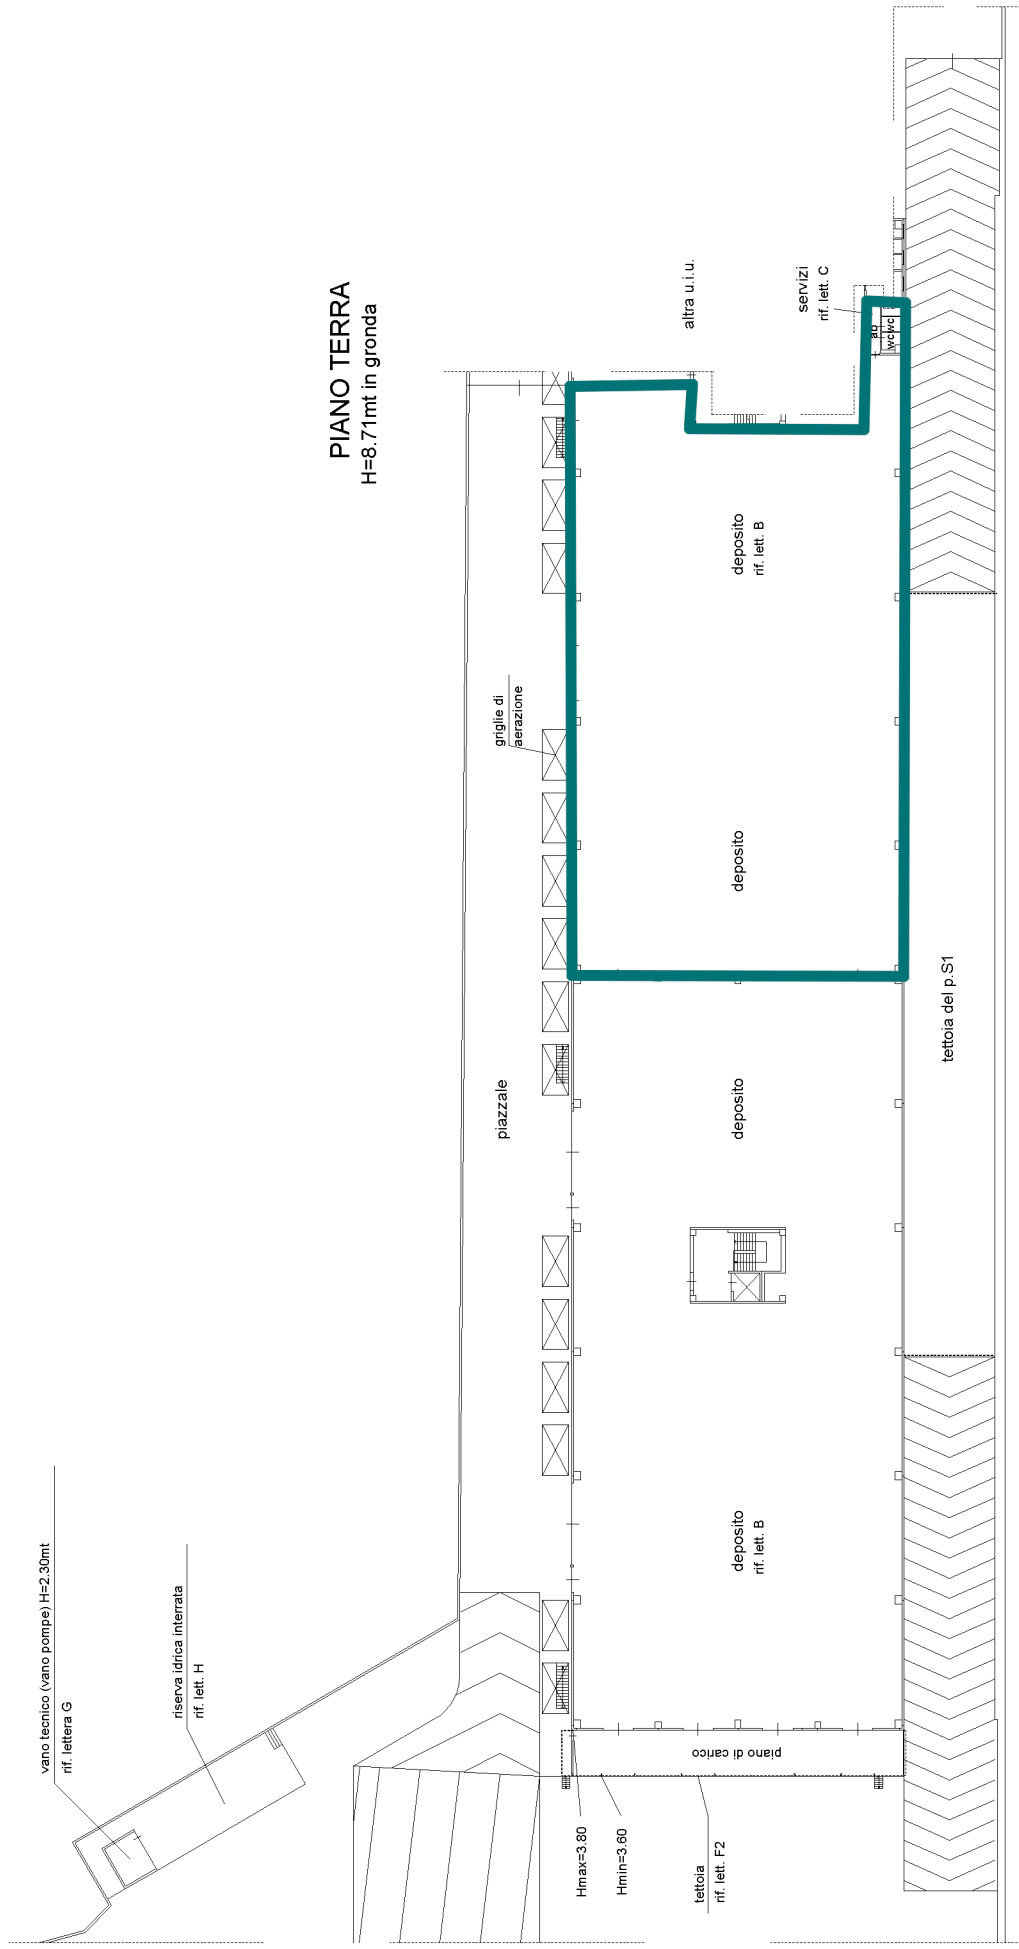 PIANO TERRA
H=8.71mt in gronda
altra u.i.u.
servizi
rif. lett. C
ab
wc
wc
deposito
rif. lett. B
griglie di
aerazione
deposito
tettoia del p.S1
piazzale
deposito
deposito
rif. lett. B
vano tecnico (vano pompe) H=2.30mt
rif. lettera G
riserva idrica interrata
rif. lett. H
piano di carico
Hmax=3.80
Hmin=3.60
tettoia
rif. lett. F2